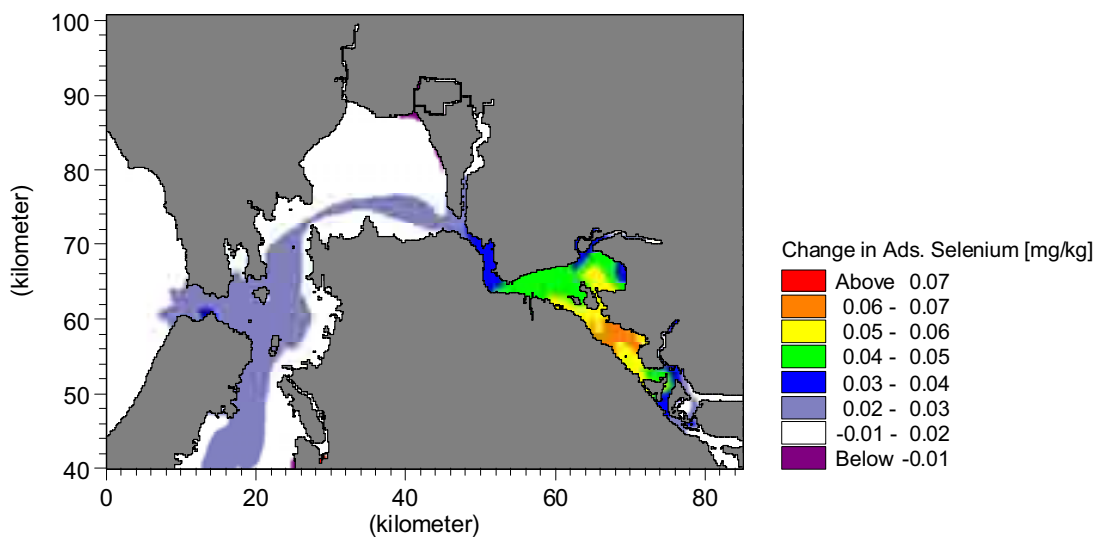 100
90
80
70
60
50
40
(kilometer)
0 20 40 60 80
(kilometer)
Change in Ads. Selenium [mg/kg]
Above 0.07
0.06 - 0.07
0.05 - 0.06
0.04 - 0.05
0.03 - 0.04
0.02 - 0.03
-0.01 - 0.02
Below -0.01